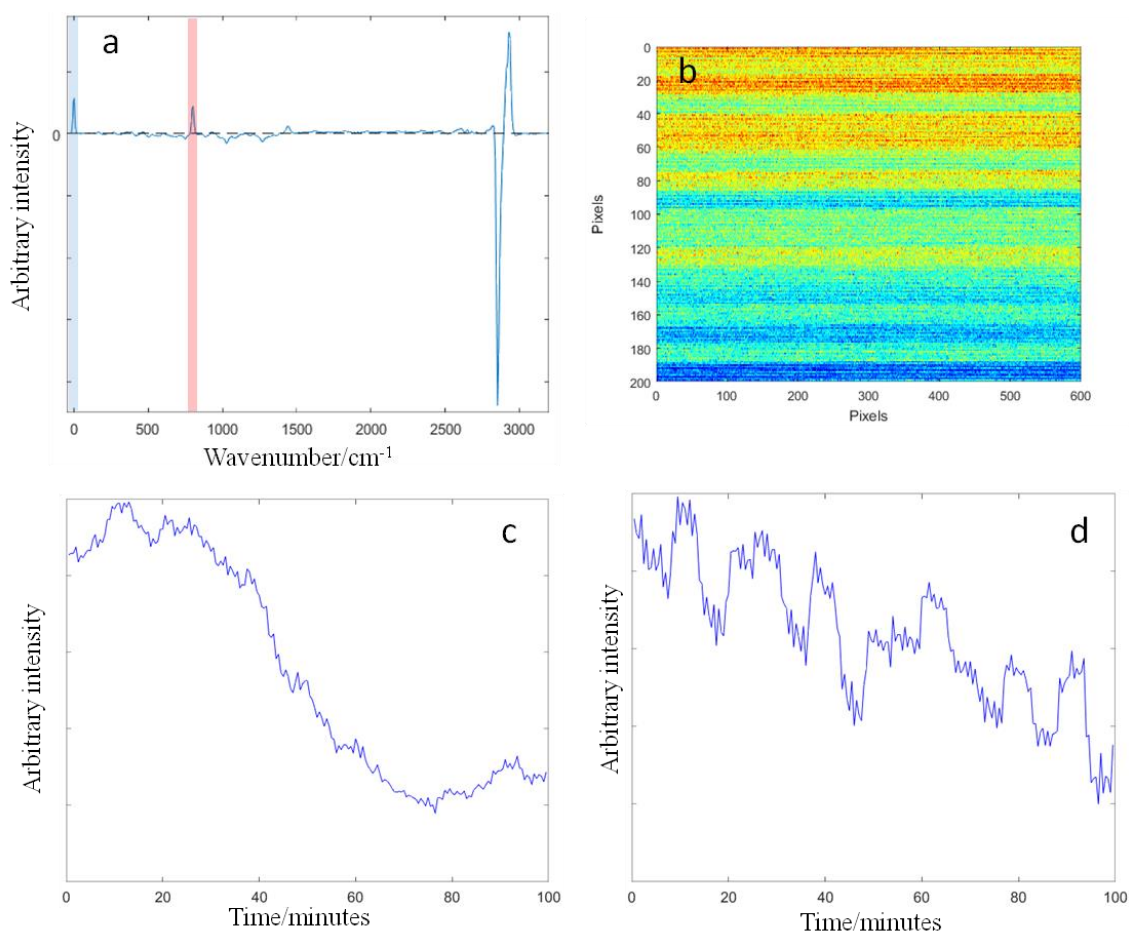 a
Arbitrary intensity
0
0 500 1000 1500 2000 2500 3000
Wavenumber/cm-1
b
Pixels
0
20
40
60
80
100
120
140
160
180
200
0 100 200 300 400 500 600
Pixels
c
Arbitrary intensity
0 20 40 60 80 100
Time/minutes
d
Arbitrary intensity
0 20 40 60 80 100
Time/minutes